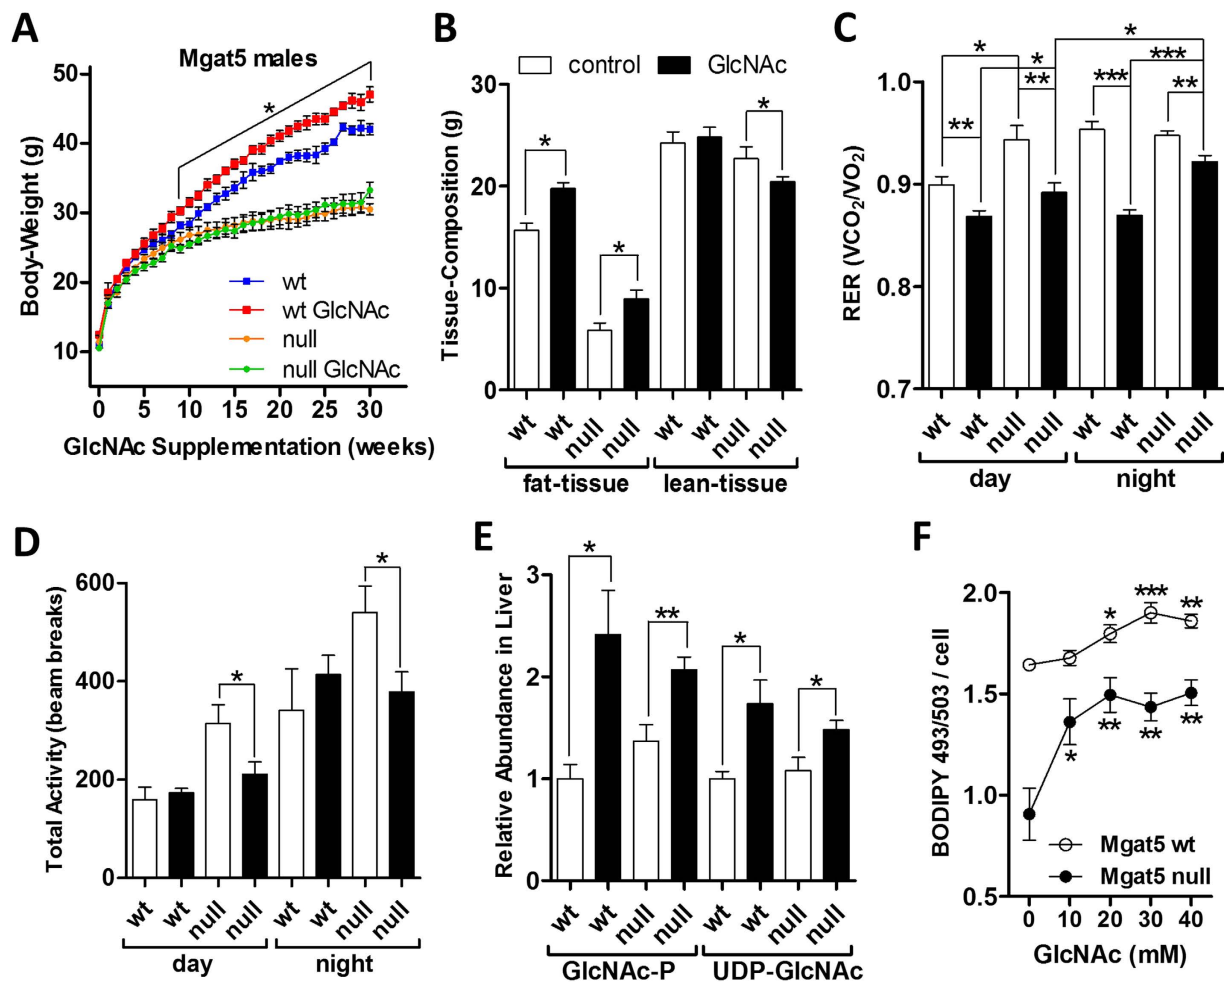 A
Mgat5 males
*
50
40
30
20
10
Body-Weight (g)
wt
wt GlcNAc
null
null GlcNAc
0 5 10 15 20 25 30
GlcNAc Supplementation (weeks)
B
control GlcNAc
30
20
10
0
Tissue-Composition (g)
* * *
wt wt null null wt wt null null
fat-tissue lean-tissue
C
1.0
0.9
0.8
0.7
RER (VCO2/VO2)
* * *
** ** *** *** **
wt wt null null wt wt null null
day night
D
600
400
200
0
Total Activity (beam breaks)
* *
wt wt null null wt wt null null
day night
E
3
2
1
0
Relative Abundance in Liver
* ** * *
wt wt null null wt wt null null
GlcNAc-P UDP-GlcNAc
F
2.0
1.5
1.0
0.5
BODIPY 493/503 / cell
* *** **
* ** ** **
Mgat5 wt
Mgat5 null
0 10 20 30 40
GlcNAc (mM)